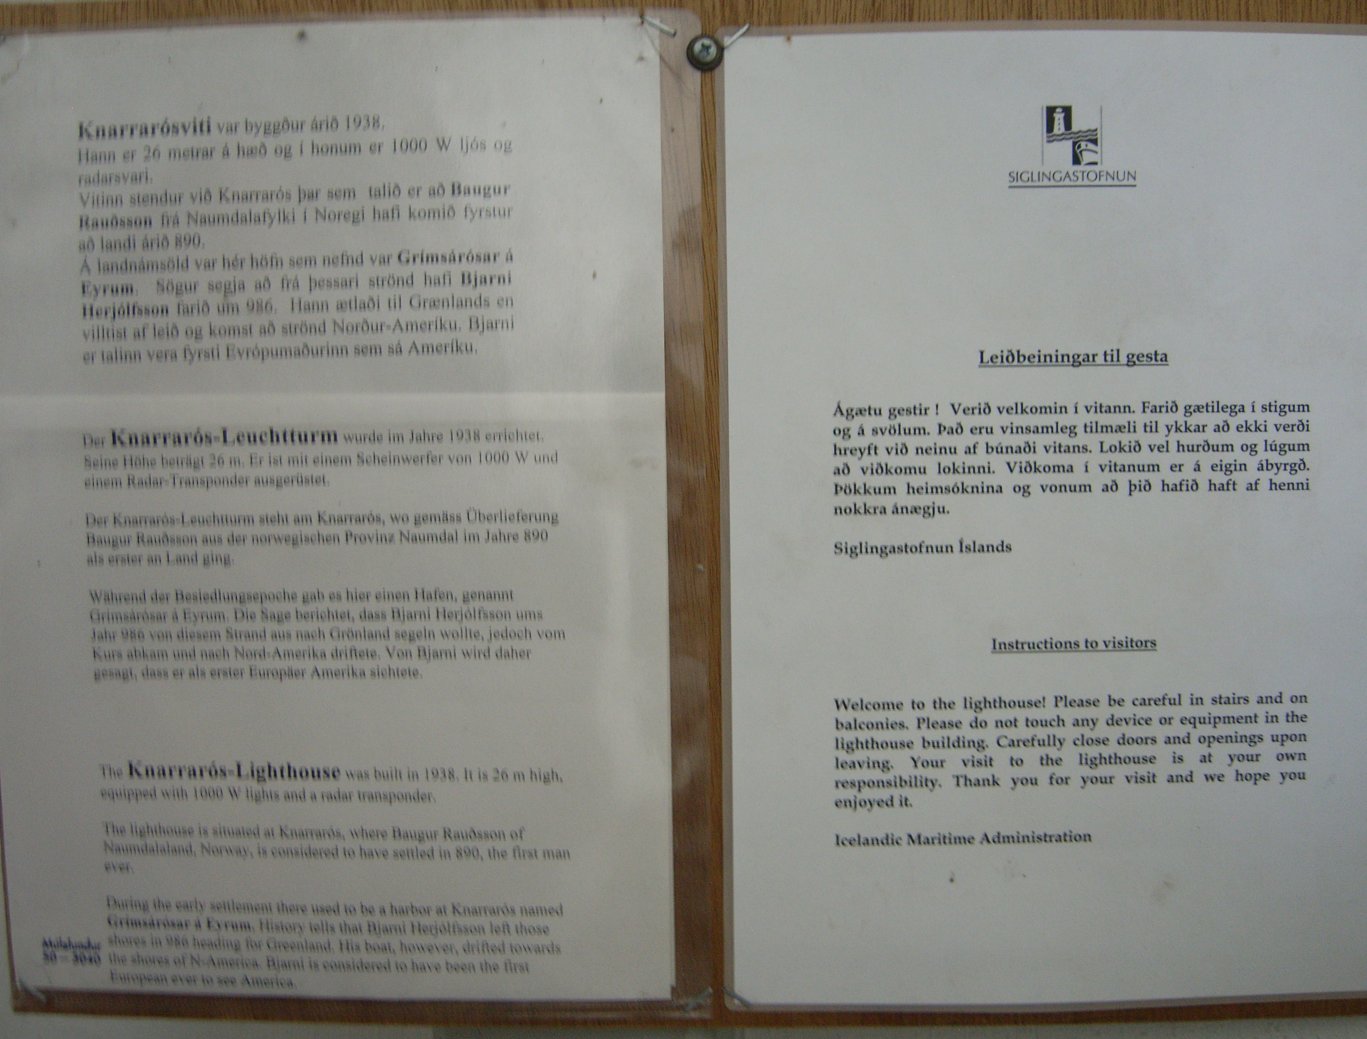 Knarrarósviti var byggður árið 1938.
Hann er 26 metrar á hæð og í honum er 1000 W ljós og
radarsvari.
Vitinn stendur við Knarrarós þar sem talið er að Baugur
Rauðsson frá Naumdalafylki í Noregi hafi komið fyrstur
að landi árið 890.
Á landnámsöld var hér höfn sem nefnd var Grímsárósar á
Eyrum. Sögur segja að frá þessari strönd hafi Bjarni
Herjólfsson farið um 986. Hann ætlaði til Grænlands en
villtist af leið og komst að strönd Norður-Ameríku. Bjarni
er talinn vera fyrsti Evrópumaðurinn sem sá Ameríku.
Der Knarrarós-Leuchtturm wurde im Jahre 1938 errichtet.
Seine Höhe beträgt 26 m. Er ist mit einem Scheinwerfer von 1000 W und
einem Radar-Transponder ausgerüstet.
Der Knarrarós-Leuchtturm steht am Knarrarós, wo gemäss Überlieferung
Baugur Rauðsson aus der norwegischen Provinz Naumdal im Jahre 890
als erster an Land ging.
Während der Besiedlungsepoche gab es hier einen Hafen, genannt
Grímsárósar á Eyrum. Die Sage berichtet, dass Bjarni Herjólfsson ums
Jahr 986 von diesem Strand aus nach Grönland segeln wollte, jedoch vom
Kurs abkam und nach Nord-Amerika driftete. Von Bjarni wird daher
gesagt, dass er als erster Europäer Amerika sichtete.
The Knarrarós-Lighthouse was built in 1938. It is 26 m high,
equipped with 1000 W lights and a radar transponder.
The lighthouse is situated at Knarrarós, where Baugur Rauðsson of
Naumdalaland, Norway, is considered to have settled in 890, the first man
ever.
During the early settlement there used to be a harbor at Knarrarós named
Grímsárósar á Eyrum. History tells that Bjarni Herjólfsson left those
shores in 986 heading for Greenland. His boat, however, drifted towards
the shores of N-America. Bjarni is considered to have been the first
European ever to see America.
Múlalundur
SIGLINGASTOFNUN
Leiðbeiningar til gesta
Ágætu gestir ! Verið velkomin í vitann. Farið gætilega í stigum
og á svölum. Það eru vinsamleg tilmæli til ykkar að ekki verði
hreyft við neinu af búnaði vitans. Lokið vel hurðum og lúgum
að viðkomu lokinni. Viðkoma í vitanum er á eigin ábyrgð.
Þökkum heimsóknina og vonum að þið hafið haft af henni
nokkra ánægju.
Siglingastofnun Íslands
Instructions to visitors
Welcome to the lighthouse! Please be careful in stairs and on
balconies. Please do not touch any device or equipment in the
lighthouse building. Carefully close doors and openings upon
leaving. Your visit to the lighthouse is at your own
responsibility. Thank you for your visit and we hope you
enjoyed it.
Icelandic Maritime Administration